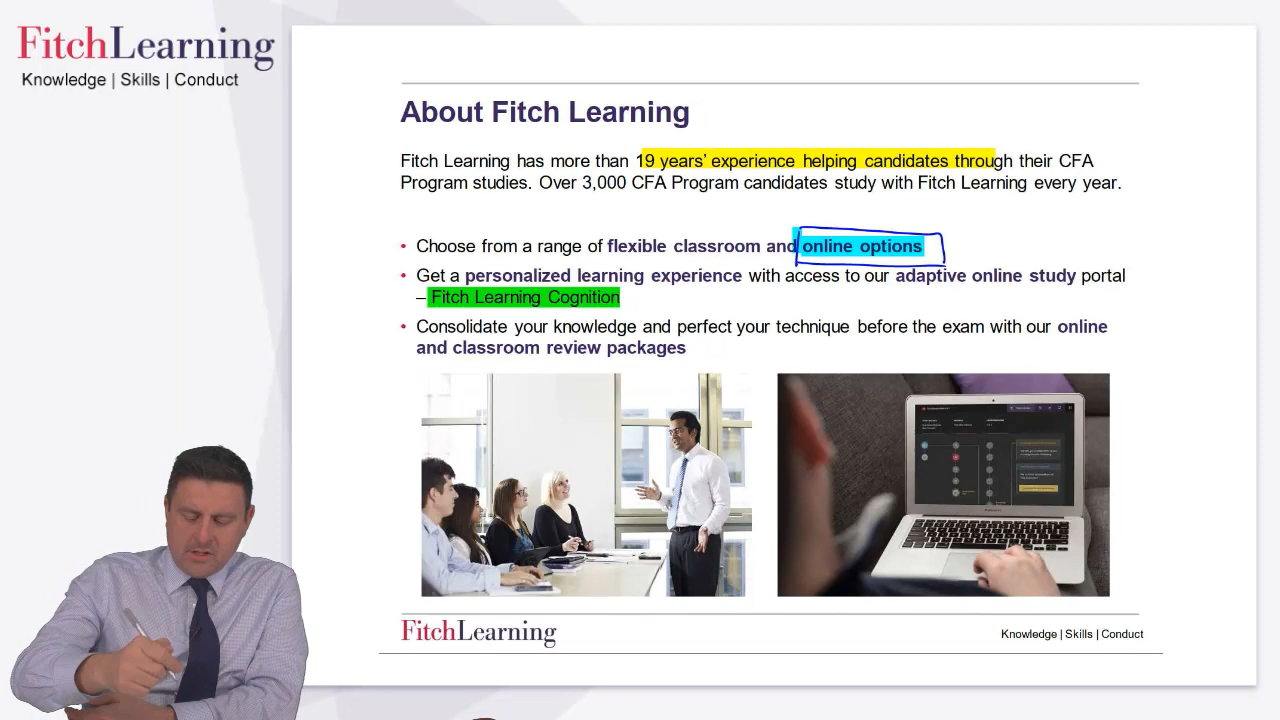 FitchLearning
Knowledge | Skills | Conduct
About Fitch Learning
Fitch Learning has more than 19 years' experience helping candidates through their CFA
Program studies. Over 3,000 CFA Program candidates study with Fitch Learning every year.
• Choose from a range of flexible classroom and online options
• Get a personalized learning experience with access to our adaptive online study portal
– Fitch Learning Cognition
• Consolidate your knowledge and perfect your technique before the exam with our online
and classroom review packages
FitchLearning
Knowledge | Skills | Conduct